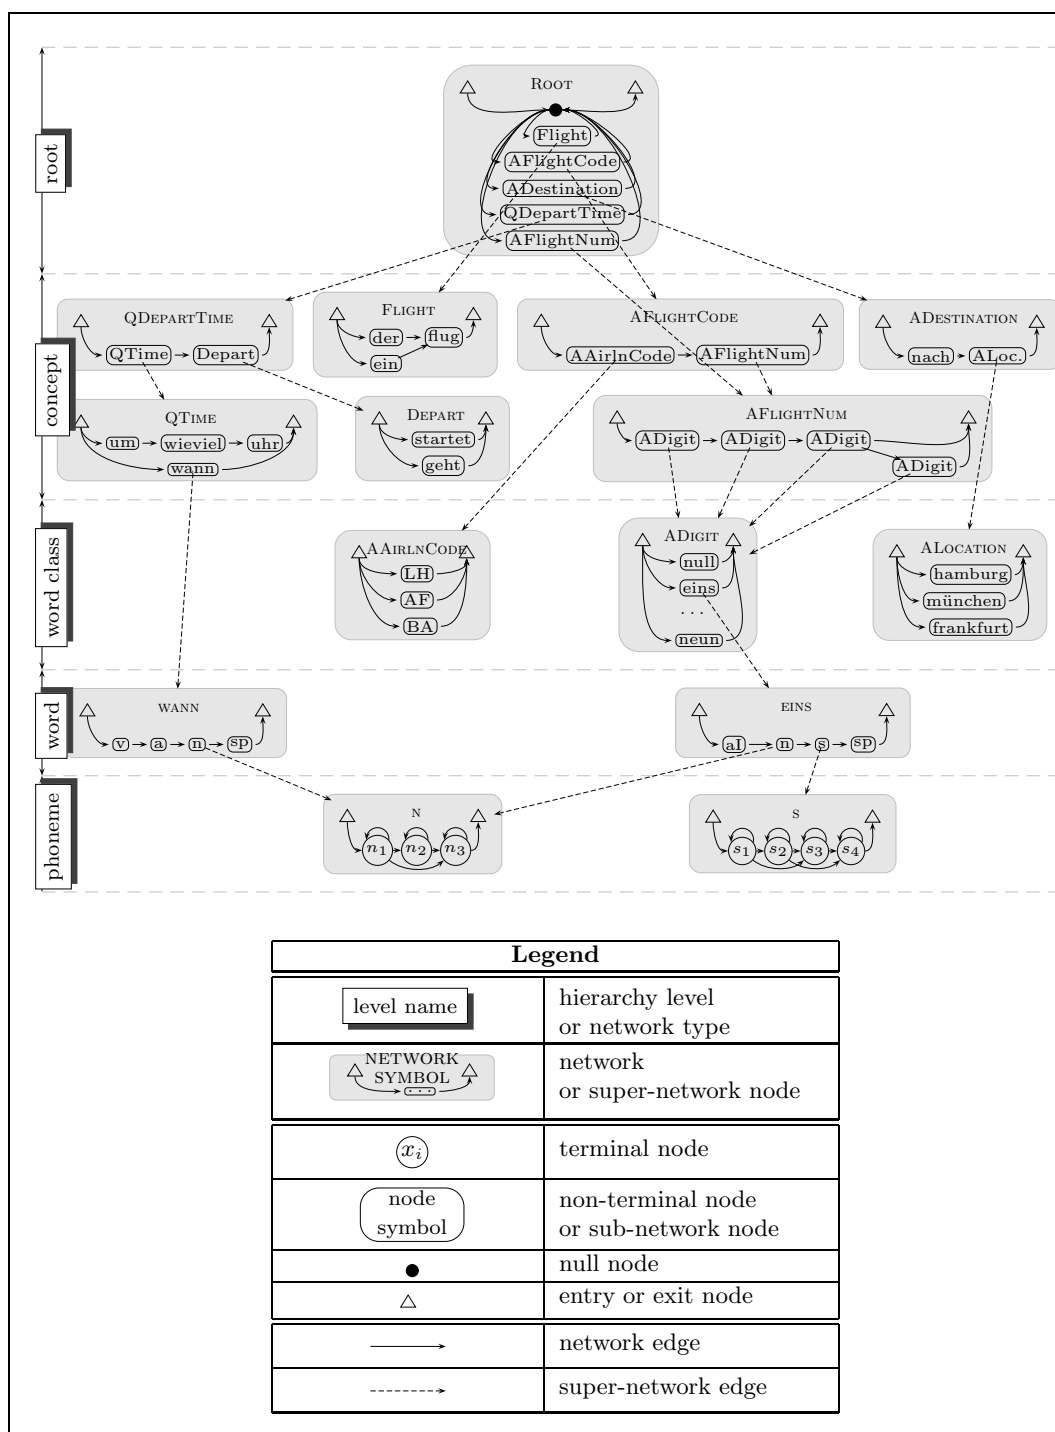 root
ROOT
Flight
AFlightCode
ADestination
QDepartTime
AFlightNum
concept
QDEPARTTIME
QTime Depart
FLIGHT
der flug
ein
AFLIGHTCODE
AAirlnCode AFlightNum
ADESTINATION
nach ALoc.
QTIME
um wieviel uhr
wann
DEPART
startet
geht
AFLIGHTNUM
ADigit ADigit ADigit
ADigit
word class
AAIRLNCODE
LH
AF
BA
ADIGIT
null
eins
...
neun
ALOCATION
hamburg
münchen
frankfurt
word
WANN
v a n sp
EINS
aI n s sp
phoneme
N
n1 n2 n3
S
s1 s2 s3 s4
Legend
level name
hierarchy level
or network type
NETWORK
SYMBOL
...
network
or super-network node
xi
terminal node
node
symbol
non-terminal node
or sub-network node
null node
entry or exit node
network edge
super-network edge